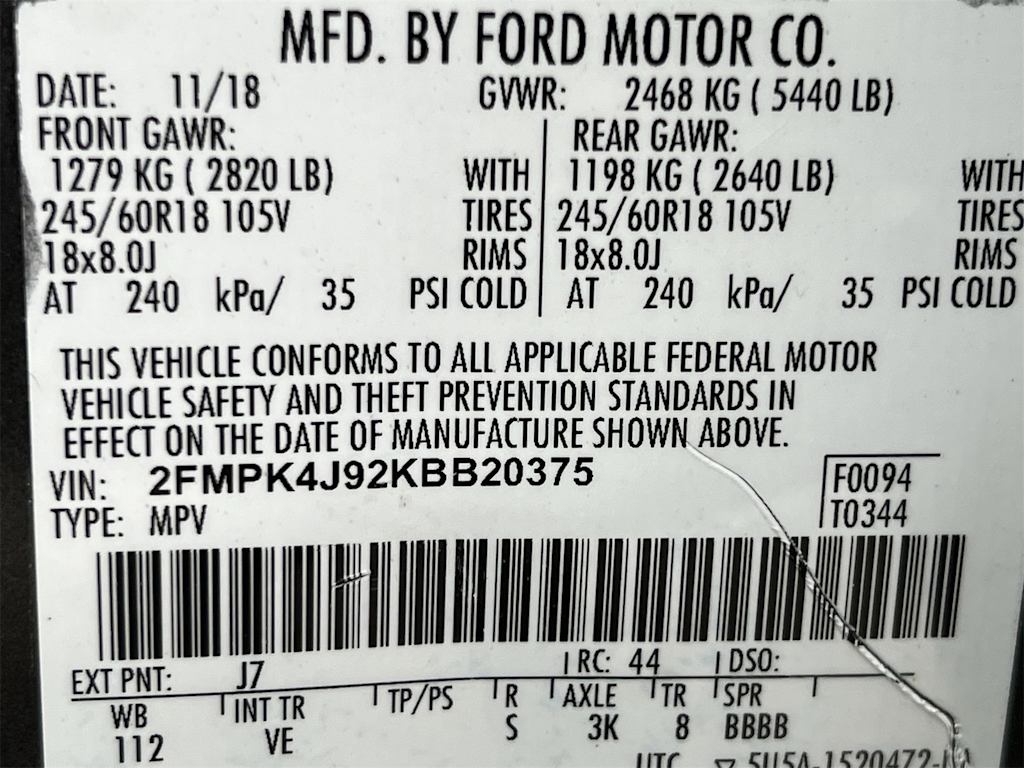 MFD. BY FORD MOTOR CO.
DATE: 11/18 GVWR: 2468 KG ( 5440 LB)
FRONT GAWR: REAR GAWR:
1279 KG ( 2820 LB) WITH 1198 KG ( 2640 LB) WITH
245/60R18 105V TIRES 245/60R18 105V TIRES
18x8.0J RIMS 18x8.0J RIMS
AT 240 kPa/ 35 PSI COLD AT 240 kPa/ 35 PSI COLD
THIS VEHICLE CONFORMS TO ALL APPLICABLE FEDERAL MOTOR
VEHICLE SAFETY AND THEFT PREVENTION STANDARDS IN
EFFECT ON THE DATE OF MANUFACTURE SHOWN ABOVE.
VIN: 2FMPK4J92KBB20375 F0094
TYPE: MPV T0344
EXT PNT: J7 RC: 44 DSO:
WB INT TR TP/PS R AXLE TR SPR
112 VE S 3K 8 BBBB
UTC 5U5A-1520472-